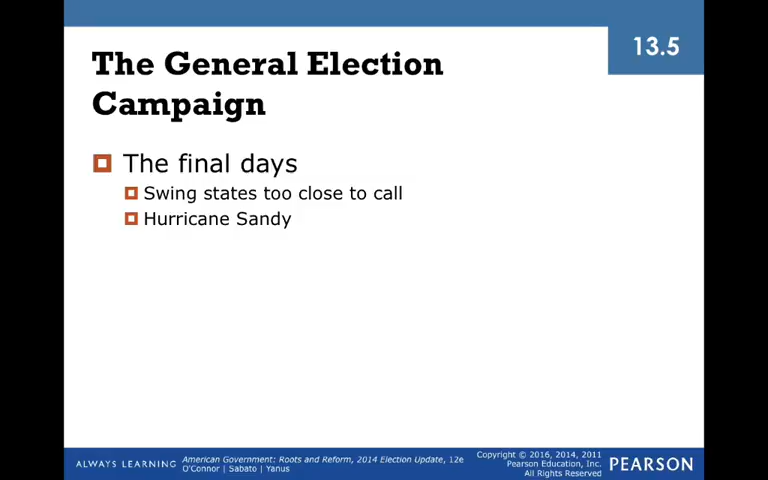 13.5
The General Election
Campaign
The final days
Swing states too close to call
Hurricane Sandy
ALWAYS LEARNING
American Government: Roots and Reform, 2014 Election Update, 12e
O'Connor | Sabato | Yanus
Copyright © 2016, 2014, 2011
Pearson Education, Inc.
All Rights Reserved
PEARSON